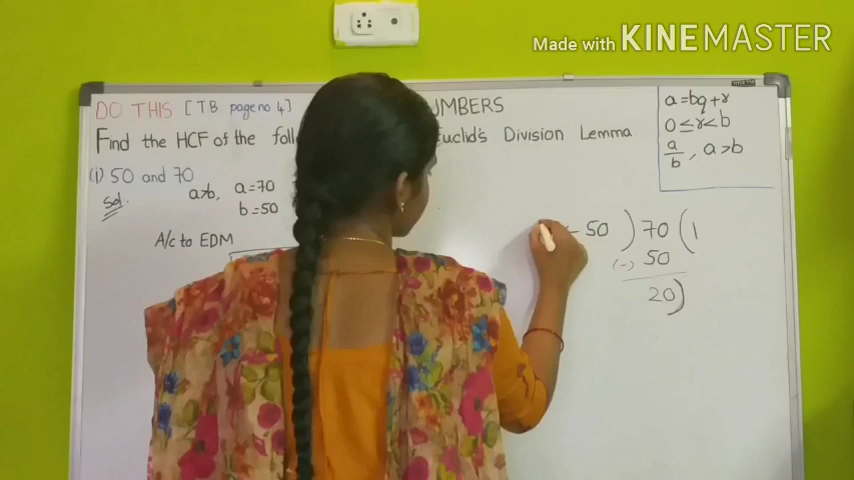 Made with KINEMASTER
DO THIS [TB page no 4] UMBERS
Find the HCF of the foll Euclid's Division Lemma
(i) 50 and 70
Sol.
a>b, a=70
b=50
A/c to EDM
a=bq+r
0≤r<b
a/b, a>b
50 ) 70 ( 1
(-) 50
20 )